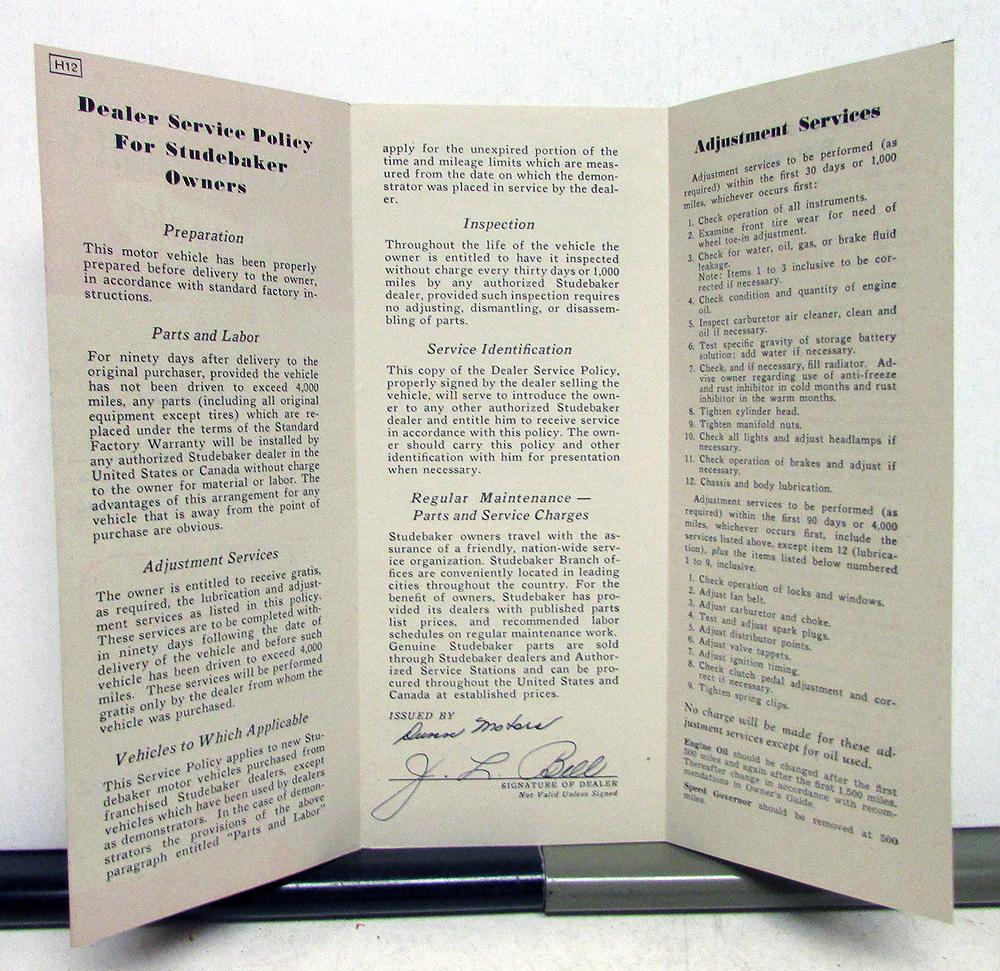 H12
Dealer Service Policy
For Studebaker
Owners
Preparation
This motor vehicle has been properly
prepared before delivery to the owner,
in accordance with standard factory in-
structions.
Parts and Labor
For ninety days after delivery to the
original purchaser, provided the vehicle
has not been driven to exceed 4,000
miles, any parts (including all original
equipment except tires) which are re-
placed under the terms of the Standard
Factory Warranty will be installed by
any authorized Studebaker dealer in the
United States or Canada without charge
to the owner for material or labor. The
advantages of this arrangement for any
vehicle that is away from the point of
purchase are obvious.
Adjustment Services
The owner is entitled to receive gratis,
as required, the lubrication and adjust-
ment services as listed in this policy.
These services are to be completed with-
in ninety days following the date of
delivery of the vehicle and before such
vehicle has been driven to exceed 4,000
miles. These services will be performed
gratis only by the dealer from whom the
vehicle was purchased.
Vehicles to Which Applicable
This Service Policy applies to new Stu-
debaker motor vehicles purchased from
franchised Studebaker dealers, except
vehicles which have been used by dealers
as demonstrators. In the case of demon-
strators the provisions of the above
paragraph entitled "Parts and Labor"
apply for the unexpired portion of the
time and mileage limits which are meas-
ured from the date on which the demon-
strator was placed in service by the deal-
er.
Inspection
Throughout the life of the vehicle the
owner is entitled to have it inspected
without charge every thirty days or 1,000
miles by any authorized Studebaker
dealer, provided such inspection requires
no adjusting, dismantling, or disassem-
bling of parts.
Service Identification
This copy of the Dealer Service Policy,
properly signed by the dealer selling the
vehicle, will serve to introduce the own-
er to any other authorized Studebaker
dealer and entitle him to receive service
in accordance with this policy. The own-
er should carry this policy and other
identification with him for presentation
when necessary.
Regular Maintenance —
Parts and Service Charges
Studebaker owners travel with the as-
surance of a friendly, nation-wide serv-
ice organization. Studebaker Branch of-
fices are conveniently located in leading
cities throughout the country. For the
benefit of owners, Studebaker has pro-
vided its dealers with published parts
list prices, and recommended labor
schedules on regular maintenance work.
Genuine Studebaker parts are sold
through Studebaker dealers and Author-
ized Service Stations and can be pro-
cured throughout the United States and
Canada at established prices.
ISSUED BY
Dunn Motors
J. L. Bell
SIGNATURE OF DEALER
Not Valid Unless Signed
Adjustment Services
Adjustment services to be performed (as
required) within the first 30 days or 1,000
miles, whichever occurs first:
1. Check operation of all instruments.
2. Examine front tire wear for need of
wheel toe-in adjustment.
3. Check for water, oil, gas, or brake fluid
leakage.
Note: Items 1 to 3 inclusive to be cor-
rected if necessary.
4. Check condition and quantity of engine
oil.
5. Inspect carburetor air cleaner, clean and
oil if necessary.
6. Test specific gravity of storage battery
solution; add water if necessary.
7. Check, and if necessary, fill radiator. Ad-
vise owner regarding use of anti-freeze
and rust inhibitor in cold months and rust
inhibitor in the warm months.
8. Tighten cylinder head.
9. Tighten manifold nuts.
10. Check all lights and adjust headlamps if
necessary.
11. Check operation of brakes and adjust if
necessary.
12. Chassis and body lubrication.
Adjustment services to be performed (as
required) within the first 90 days or 4,000
miles, whichever occurs first, include the
services listed above, except item 12 (lubrica-
tion), plus the items listed below numbered
1 to 9, inclusive.
1. Check operation of locks and windows.
2. Adjust fan belt.
3. Adjust carburetor and choke.
4. Test and adjust spark plugs.
5. Adjust distributor points.
6. Adjust valve tappets.
7. Adjust ignition timing.
8. Check clutch pedal adjustment and cor-
rect if necessary.
9. Tighten spring clips.
No charge will be made for these ad-
justment services except for oil used.
Engine Oil should be changed after the first
500 miles and again after the first 1,500 miles.
Thereafter change in accordance with recom-
mendations in Owner's Guide.
Speed Governor should be removed at 500
miles.